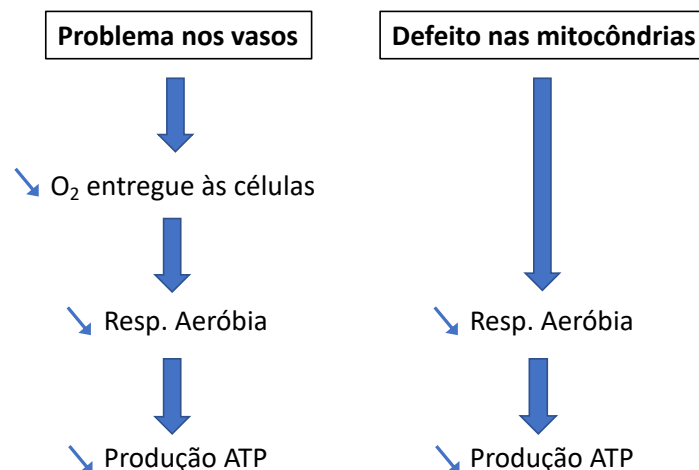 Problema nos vasos
Defeito nas mitocôndrias
O₂ entregue às células
Resp. Aeróbia
Resp. Aeróbia
Produção ATP
Produção ATP